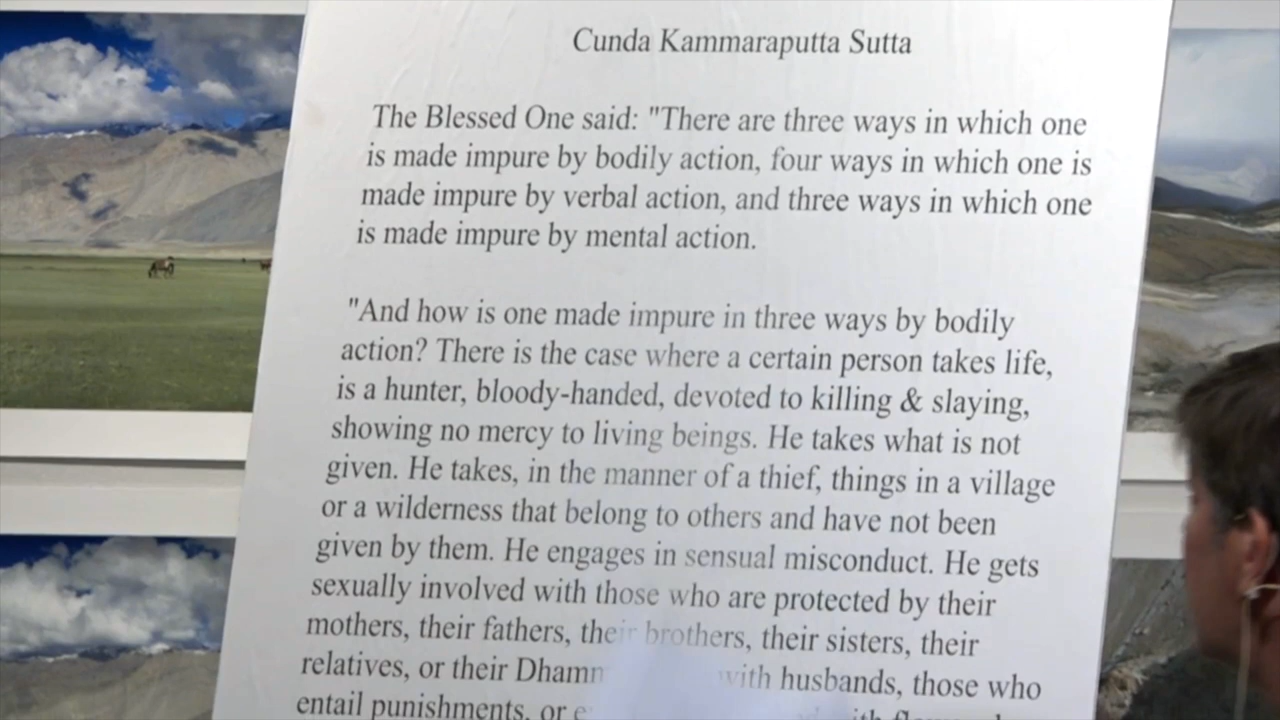 Cunda Kammaraputta Sutta
The Blessed One said: "There are three ways in which one
is made impure by bodily action, four ways in which one is
made impure by verbal action, and three ways in which one
is made impure by mental action.
"And how is one made impure in three ways by bodily
action? There is the case where a certain person takes life,
is a hunter, bloody-handed, devoted to killing & slaying,
showing no mercy to living beings. He takes what is not
given. He takes, in the manner of a thief, things in a village
or a wilderness that belong to others and have not been
given by them. He engages in sensual misconduct. He gets
sexually involved with those who are protected by their
mothers, their fathers, their brothers, their sisters, their
relatives, or their with husbands, those who
entail punishments, or